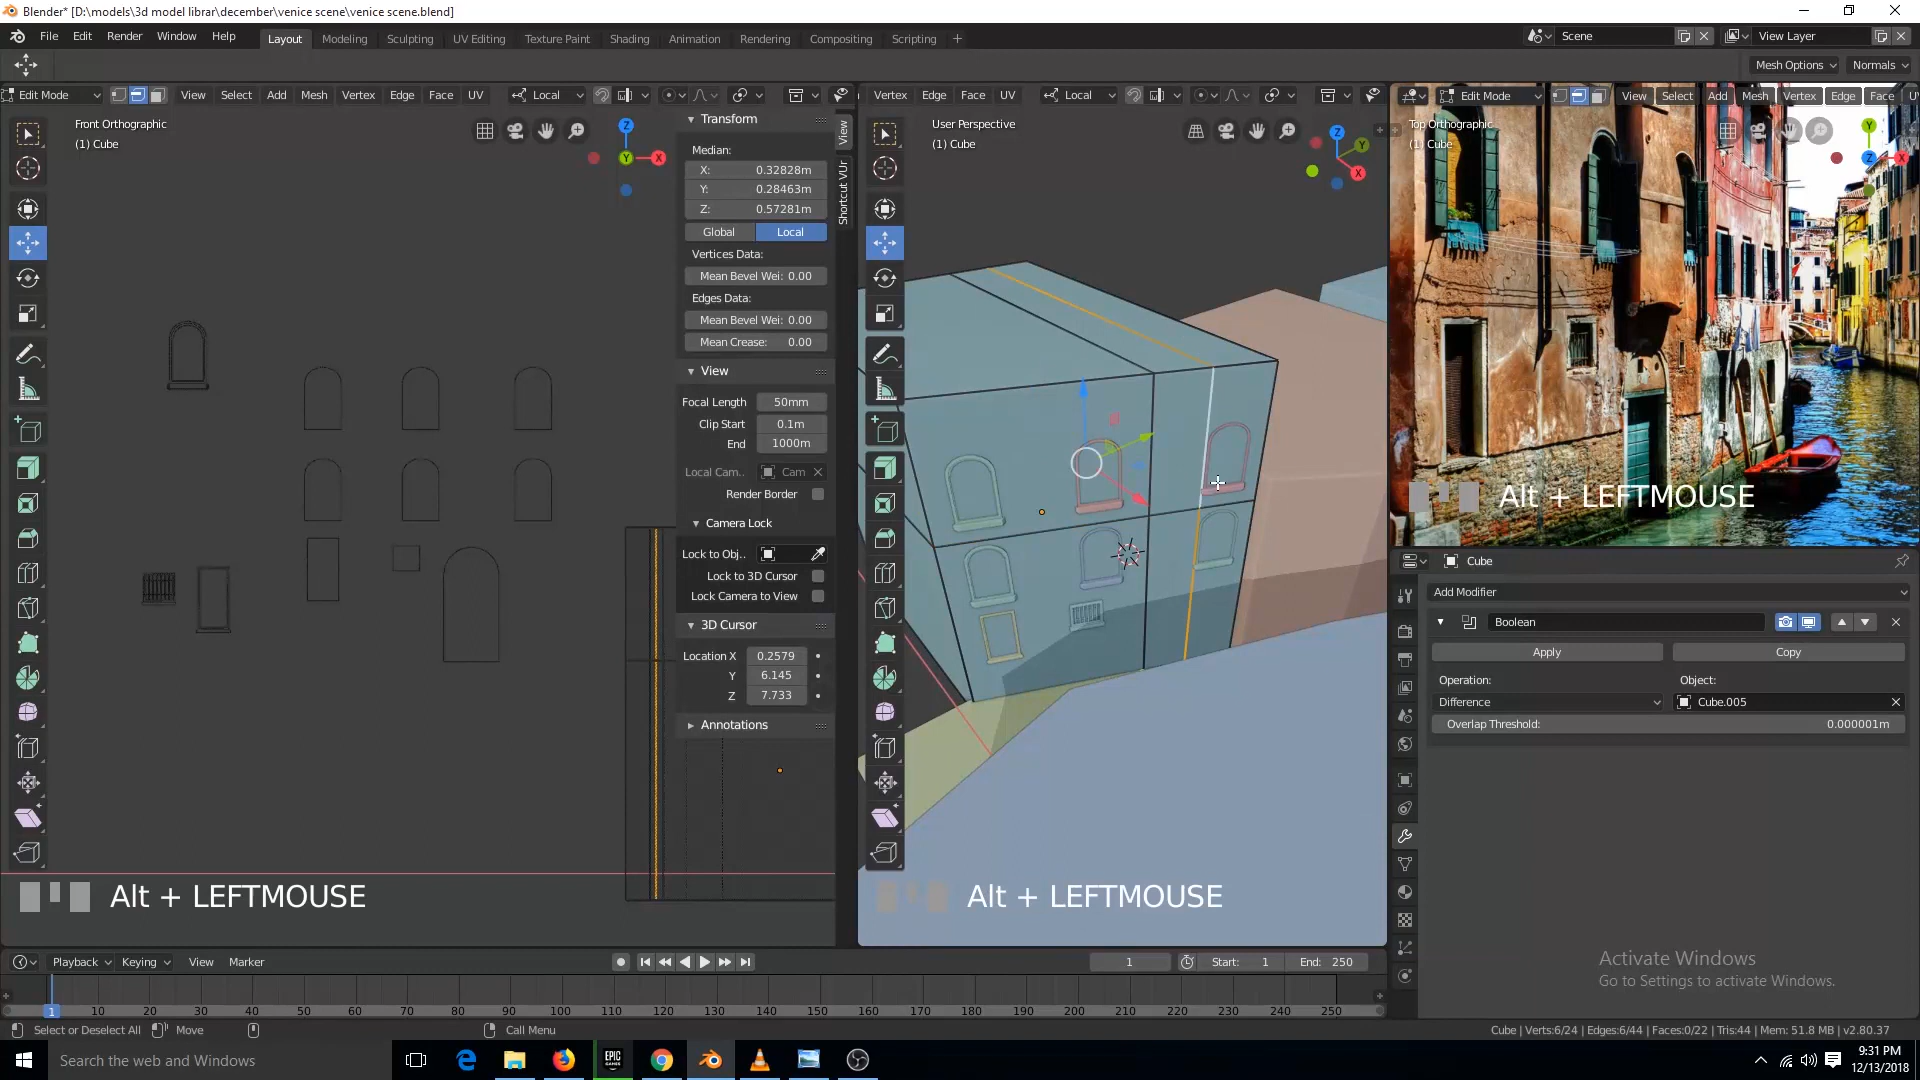 Blender* [D:\models\3d model librar\december\venice scene\venice scene.blend]
File Edit Render Window Help
Layout Modeling Sculpting UV Editing Texture Paint Shading Animation Rendering Compositing Scripting
Scene View Layer
Mesh Options Normals
Edit Mode View Select Add Mesh Vertex Edge Face UV Local
Vertex Edge Face UV Local
Edit Mode View Select Add Mesh Vertex Edge Face U
Front Orthographic
(1) Cube
User Perspective
(1) Cube
Top Orthographic
(1) Cube
Z
Y
X
Z
Y
X
Y
Z
X
Transform
Median:
X: 0.32828m
Y: 0.28463m
Z: 0.57281m
Global Local
Vertices Data:
Mean Bevel Wei: 0.00
Edges Data:
Mean Bevel Wei: 0.00
Mean Crease: 0.00
View
Focal Length 50mm
Clip Start 0.1m
End 1000m
Local Cam.. Cam
Render Border
Camera Lock
Lock to Obj..
Lock to 3D Cursor
Lock Camera to View
3D Cursor
Location X 0.2579
Y 6.145
Z 7.733
Annotations
View
Shortcut VUr
Alt + LEFTMOUSE
Alt + LEFTMOUSE
Alt + LEFTMOUSE
Cube
Add Modifier
Boolean
Apply Copy
Operation: Object:
Difference Cube.005
Overlap Threshold: 0.000001m
Activate Windows
Go to Settings to activate Windows.
Playback Keying View Marker
1 Start: 1 End: 250
1 10 20 30 40 50 60 70 80 90 100 110 120 130 140 150 160 170 180 190 200 210 220 230 240 250
Select or Deselect All Move Call Menu
Cube | Verts:6/24 | Edges:6/44 | Faces:0/22 | Tris:44 | Mem: 51.8 MB | v2.80.37
Search the web and Windows
EPIC GAMES
9:31 PM
12/13/2018